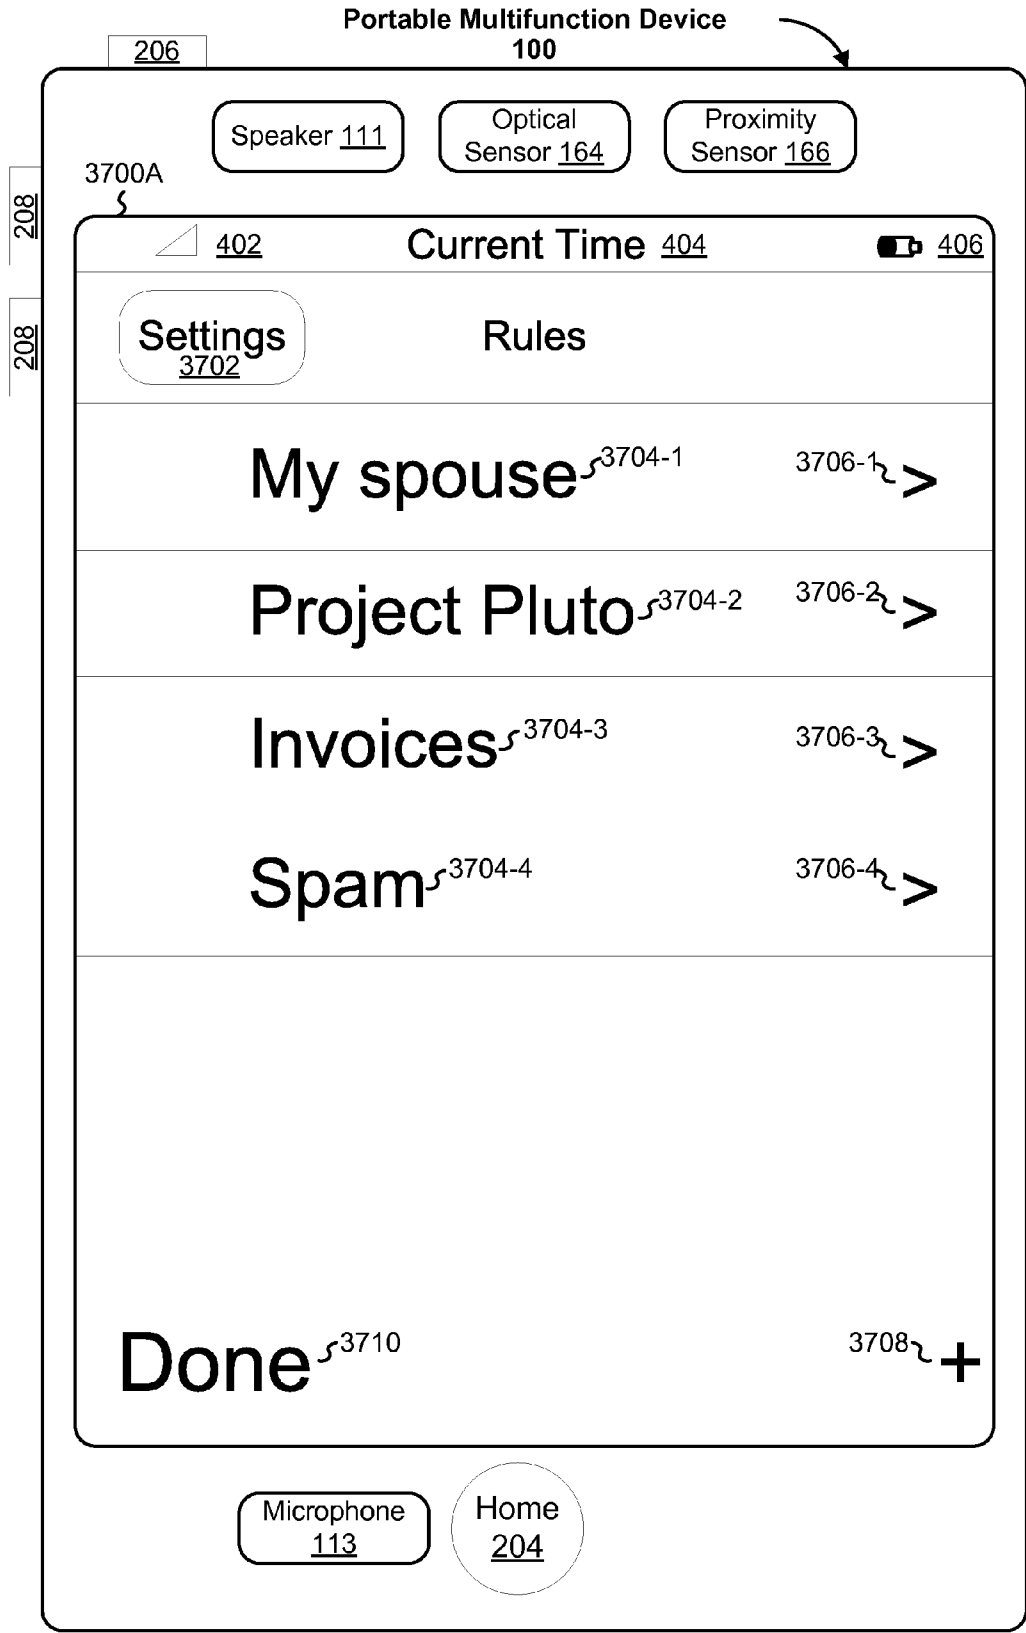 Portable Multifunction Device
100
206
Speaker 111
Optical
Sensor 164
Proximity
Sensor 166
3700A
208
402
Current Time 404
406
Settings
3702
Rules
208
My spouse 3704-1
3706-1 >
Project Pluto 3704-2
3706-2 >
Invoices 3704-3
3706-3 >
Spam 3704-4
3706-4 >
Done 3710
3708 +
Microphone
113
Home
204